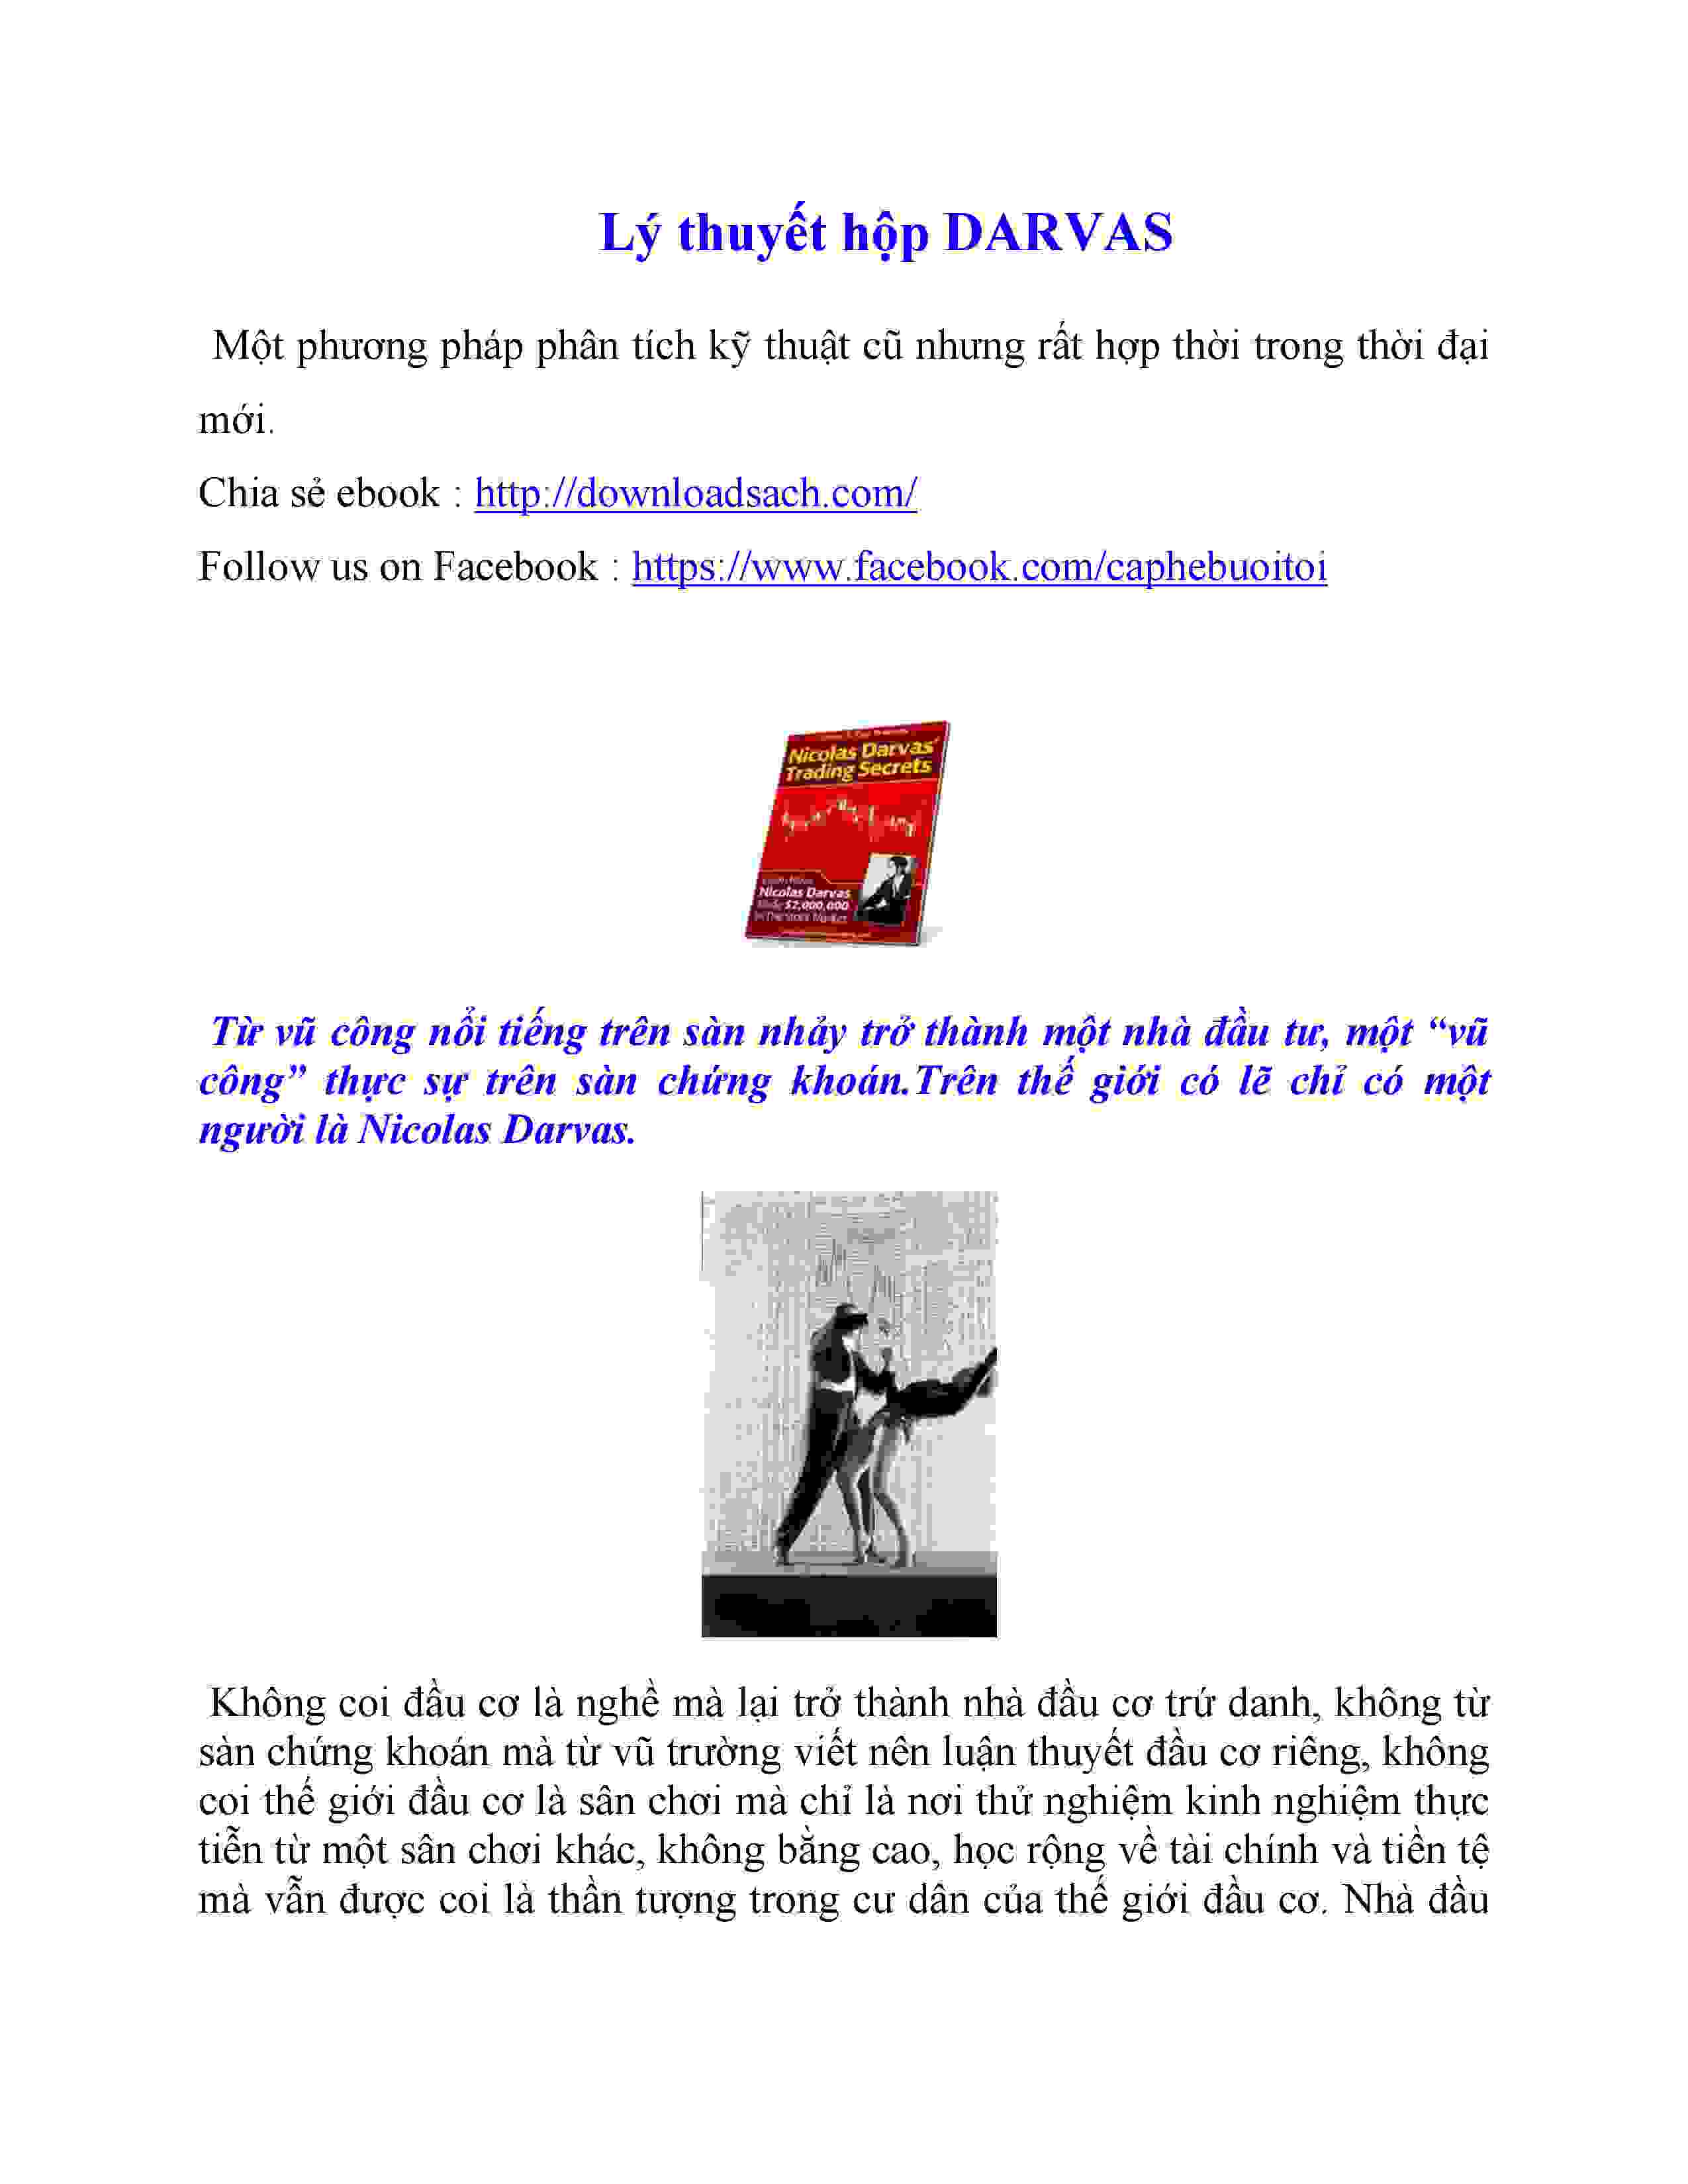 Lý thuyết hộp DARVAS
Một phương pháp phân tích kỹ thuật cũ nhưng rất hợp thời trong thời đại
mới.
Chia sẻ ebook : http://downloadsach.com/
Follow us on Facebook : https://www.facebook.com/caphebuoitoi
Nicolas Darvas'
Trading Secrets
Nicolas Darvas
Made $2,000,000
In The Stock Market
Từ vũ công nổi tiếng trên sàn nhảy trở thành một nhà đầu tư, một “vũ
công” thực sự trên sàn chứng khoán.Trên thế giới có lẽ chỉ có một
người là Nicolas Darvas.
Không coi đầu cơ là nghề mà lại trở thành nhà đầu cơ trứ danh, không từ
sàn chứng khoán mà từ vũ trường viết nên luận thuyết đầu cơ riêng, không
coi thế giới đầu cơ là sân chơi mà chỉ là nơi thử nghiệm kinh nghiệm thực
tiễn từ một sân chơi khác, không bằng cao, học rộng về tài chính và tiền tệ
mà vẫn được coi là thần tượng trong cư dân của thế giới đầu cơ. Nhà đầu